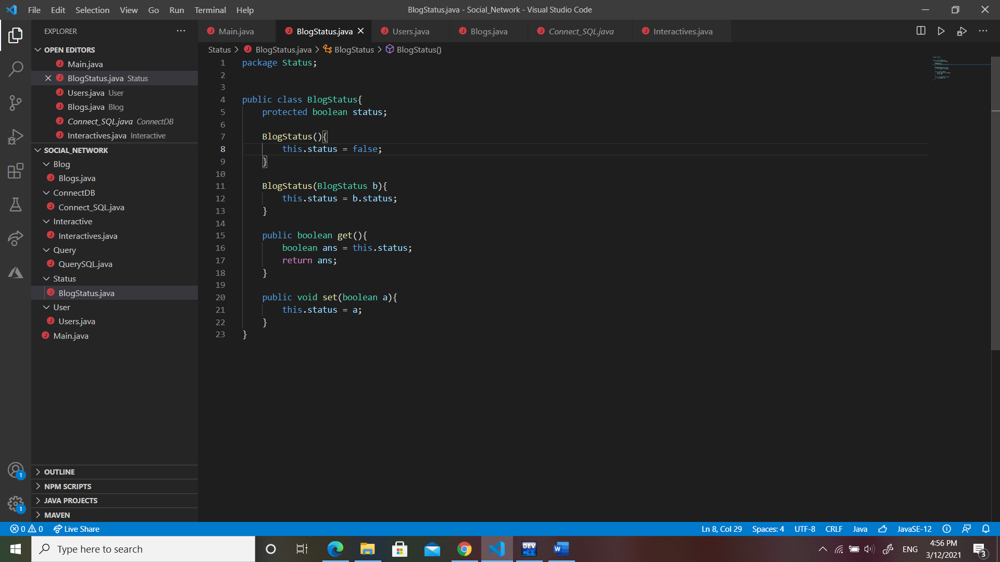 File Edit Selection View Go Run Terminal Help
BlogStatus.java - Social_Network - Visual Studio Code
EXPLORER
OPEN EDITORS
Main.java
BlogStatus.java Status
Users.java User
Blogs.java Blog
Connect_SQL.java ConnectDB
Interactives.java Interactive
SOCIAL_NETWORK
Blog
Blogs.java
ConnectDB
Connect_SQL.java
Interactive
Interactives.java
Query
QuerySQL.java
Status
BlogStatus.java
User
Users.java
Main.java
OUTLINE
NPM SCRIPTS
JAVA PROJECTS
MAVEN
1
1
Main.java BlogStatus.java Users.java Blogs.java Connect_SQL.java Interactives.java
Status > BlogStatus.java > BlogStatus > BlogStatus()
1 package Status;
2
3
4 public class BlogStatus{
5 protected boolean status;
6
7 BlogStatus(){
8 this.status = false;
9 }
10
11 BlogStatus(BlogStatus b){
12 this.status = b.status;
13 }
14
15 public boolean get(){
16 boolean ans = this.status;
17 return ans;
18 }
19
20 public void set(boolean a){
21 this.status = a;
22 }
23 }
0 0 Live Share Ln 8, Col 29 Spaces: 4 UTF-8 CRLF Java JavaSE-12
Type here to search
DEV C++
W
ENG
4:56 PM
3/12/2021
3